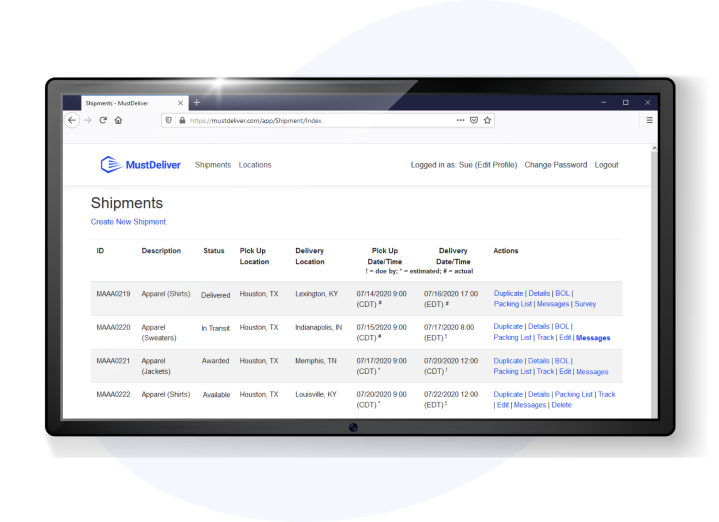 Shipments - MustDeliver
https://mustdeliver.com/app/Shipment/Index
MustDeliver Shipments Locations Logged in as: Sue (Edit Profile) Change Password Logout
Shipments
Create New Shipment
ID Description Status Pick Up Location Delivery Location Pick Up Date/Time Delivery Date/Time Actions
! = due by; * = estimated; # = actual
MAAA0219 Apparel (Shirts) Delivered Houston, TX Lexington, KY 07/14/2020 9:00 (CDT) # 07/16/2020 17:00 (EDT) # Duplicate | Details | BOL | Packing List | Messages | Survey
MAAA0220 Apparel (Sweaters) In Transit Houston, TX Indianapolis, IN 07/15/2020 9:00 (CDT) # 07/17/2020 8:00 (EDT) ! Duplicate | Details | BOL | Packing List | Track | Edit | Messages
MAAA0221 Apparel (Jackets) Awarded Houston, TX Memphis, TN 07/17/2020 9:00 (CDT) * 07/20/2020 12:00 (CDT) ! Duplicate | Details | BOL | Packing List | Track | Edit | Messages
MAAA0222 Apparel (Shirts) Available Houston, TX Louisville, KY 07/20/2020 9:00 (CDT) * 07/22/2020 12:00 (EDT) ! Duplicate | Details | Packing List | Track | Edit | Messages | Delete